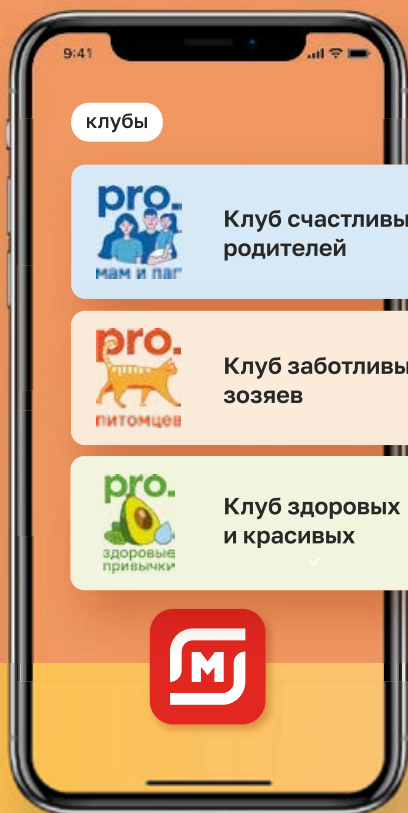 9:41
клубы
pro.
мам и пап
Клуб счастливы
родителей
pro.
питомцев
Клуб заботливы
зозяев
pro.
здоровые
привычки
Клуб здоровых
и красивых
М